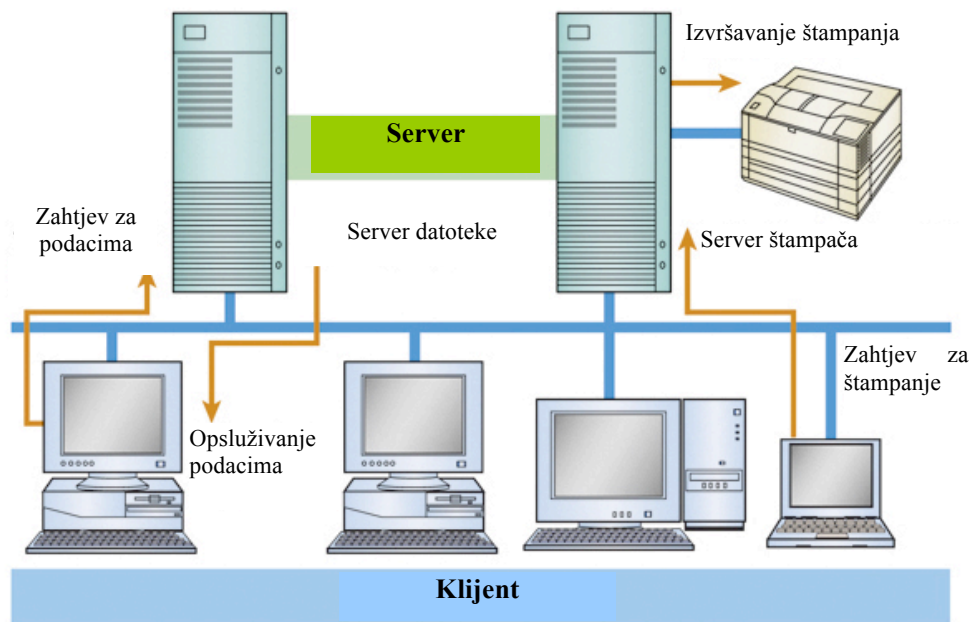 Izvršavanje štampanja
Server
Zahtjev za
podacima
Server datoteke
Server štampača
Zahtjev za
štampanje
Opsluživanje
podacima
Klijent